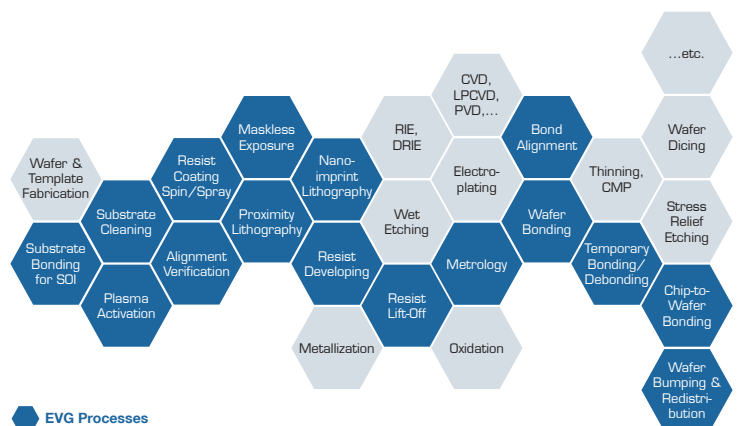 Wafer &
Template
Fabrication
Substrate
Bonding
for SOI
Substrate
Cleaning
Plasma
Activation
Resist
Coating
Spin/Spray
Alignment
Verification
Maskless
Exposure
Proximity
Lithography
Nano-
imprint
Lithography
Resist
Developing
Metallization
RIE,
DRIE
Wet
Etching
Resist
Lift-Off
CVD,
LPCVD,
PVD,...
Electro-
plating
Metrology
Oxidation
Bond
Alignment
Wafer
Bonding
Thinning,
CMP
Temporary
Bonding/
Debonding
...etc.
Wafer
Dicing
Stress
Relief
Etching
Chip-to-
Wafer
Bonding
Wafer
Bumping &
Redistri-
bution
EVG Processes